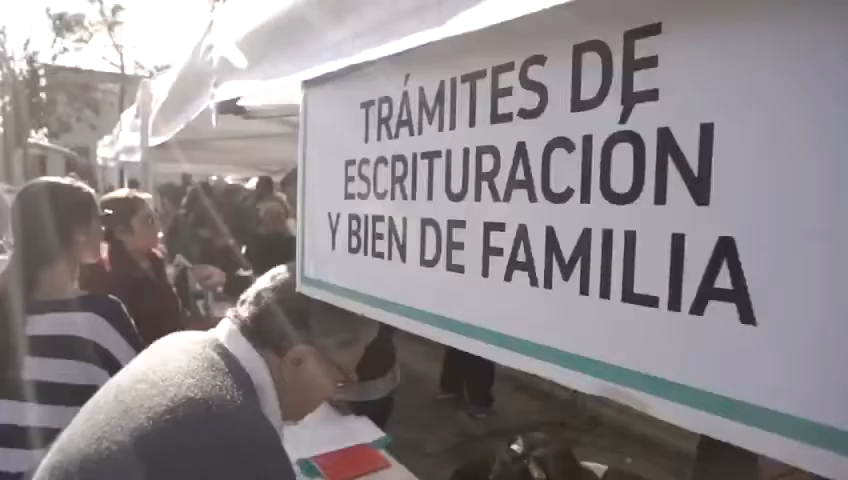 TRÁMITES DE
ESCRITURACIÓN
Y BIEN DE FAMILIA